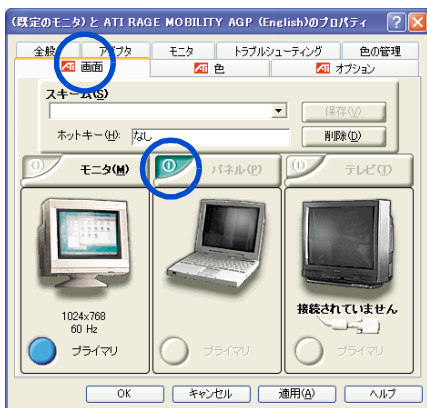 (既定のモニタ) と ATI RAGE MOBILITY AGP (English)のプロパティ
全般 アダプタ モニタ トラブルシューティング 色の管理
ATI 画面 ATI 色 ATI オプション
スキーム(S)
保存(V)
ホットキー(H): なし 削除(D)
モニタ(M) パネル(P) テレビ(T)
1024x768
60 Hz
接続されていません
プライマリ プライマリ プライマリ
OK キャンセル 適用(A) ヘルプ